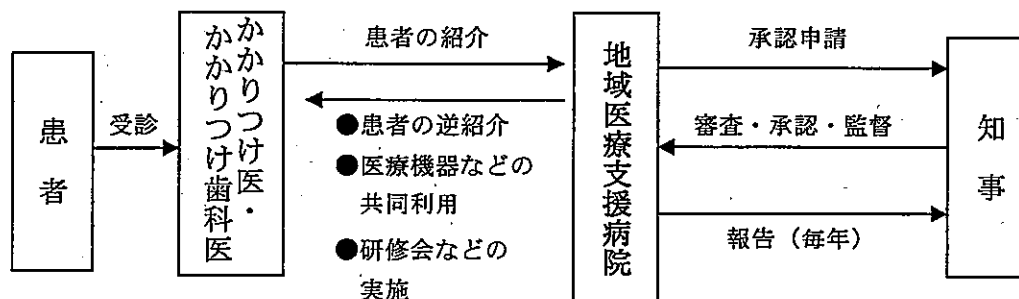 患者
受診
かかりつけ医・
かかりつけ歯科医
患者の紹介
●患者の逆紹介
●医療機器などの
共同利用
●研修会などの
実施
地域医療支援病院
承認申請
審査・承認・監督
報告（毎年）
知事